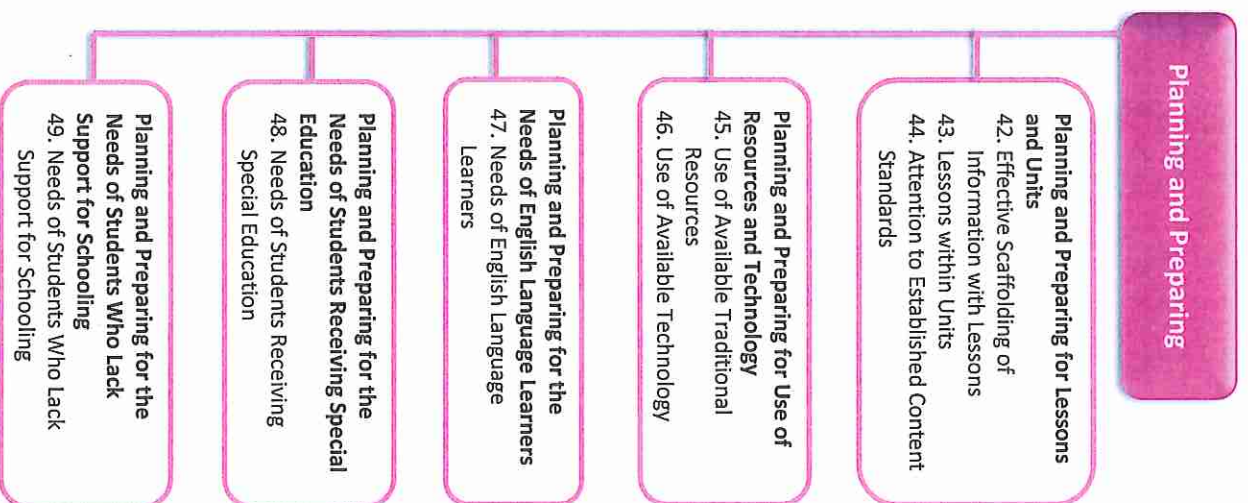 Planning and Preparing
Planning and Preparing for Lessons
and Units
42. Effective Scaffolding of
Information with Lessons
43. Lessons within Units
44. Attention to Established Content
Standards
Planning and Preparing for Use of
Resources and Technology
45. Use of Available Traditional
Resources
46. Use of Available Technology
Planning and Preparing for the
Needs of English Language Learners
47. Needs of English Language
Learners
Planning and Preparing for the
Needs of Students Receiving Special
Education
48. Needs of Students Receiving
Special Education
Planning and Preparing for the
Needs of Students Who Lack
Support for Schooling
49. Needs of Students Who Lack
Support for Schooling